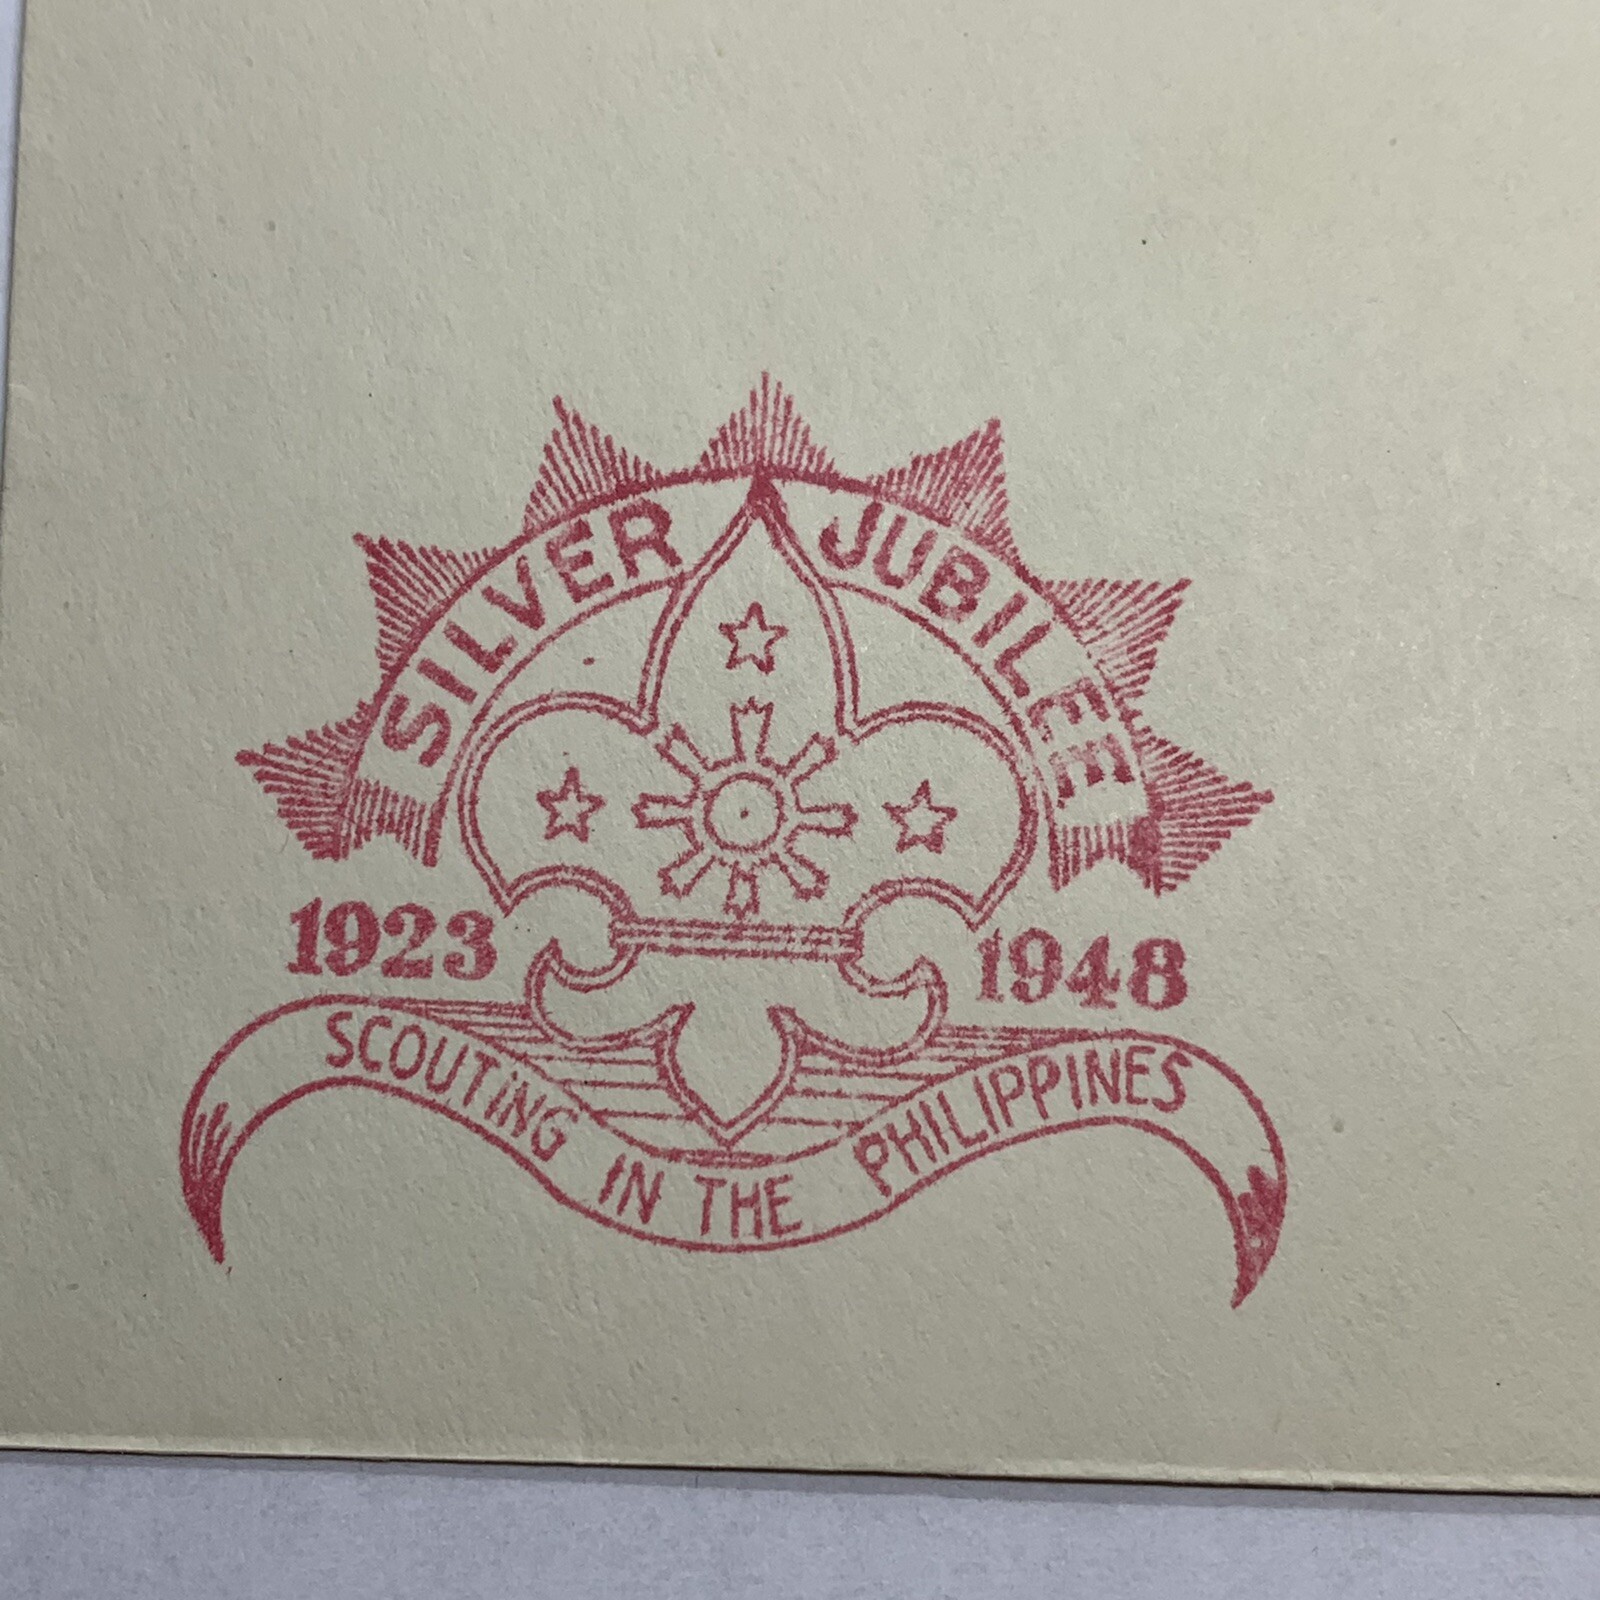 SILVER JUBILEE
1923 1948
SCOUTING IN THE PHILIPPINES